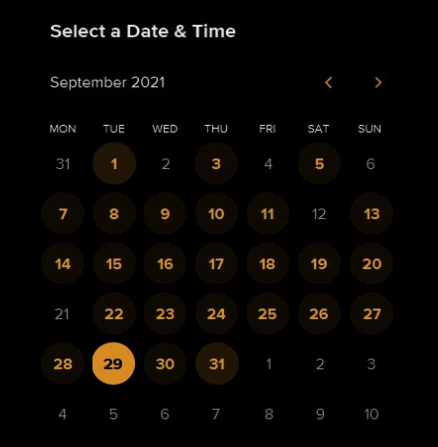 Select a Date & Time
September 2021
MON TUE WED THU FRI SAT SUN
31 1 2 3 4 5 6
7 8 9 10 11 12 13
14 15 16 17 18 19 20
21 22 23 24 25 26 27
28 29 30 31 1 2 3
4 5 6 7 8 9 10